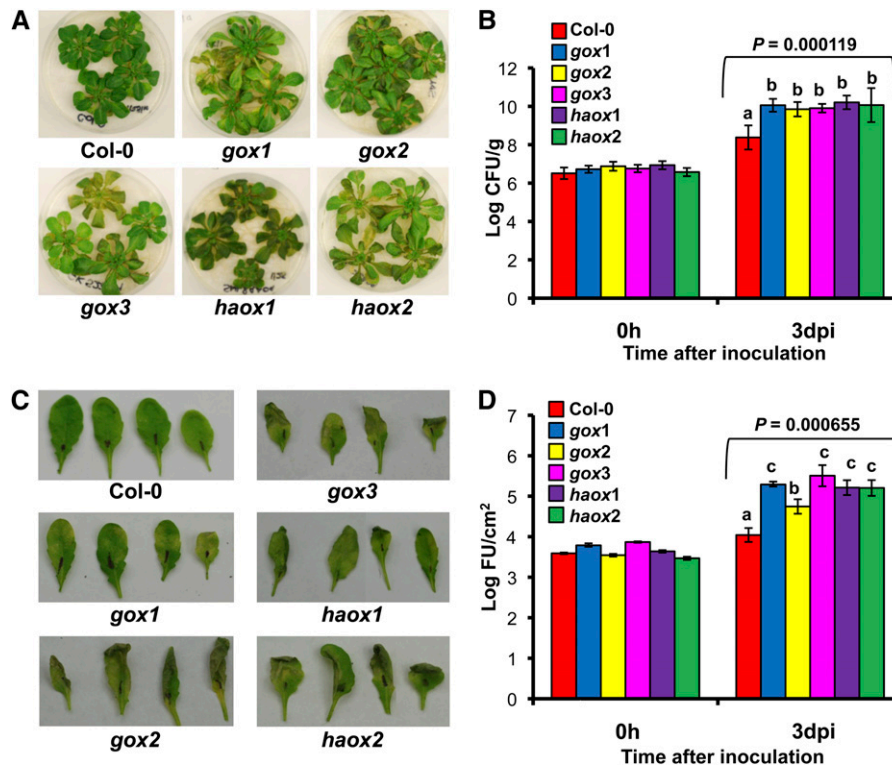 A
Col-0
gox1
gox2
gox3
haox1
haox2
B
Col-0
gox1
gox2
gox3
haox1
haox2
P = 0.000119
a
b
b
b
b
b
Log CFU/g
12
10
8
6
4
2
0
0h
3dpi
Time after inoculation
C
Col-0
gox3
gox1
haox1
gox2
haox2
D
Col-0
gox1
gox2
gox3
haox1
haox2
P = 0.000655
a
c
b
c
c
c
Log FU/cm²
7
6
5
4
3
2
1
0
0h
3dpi
Time after inoculation